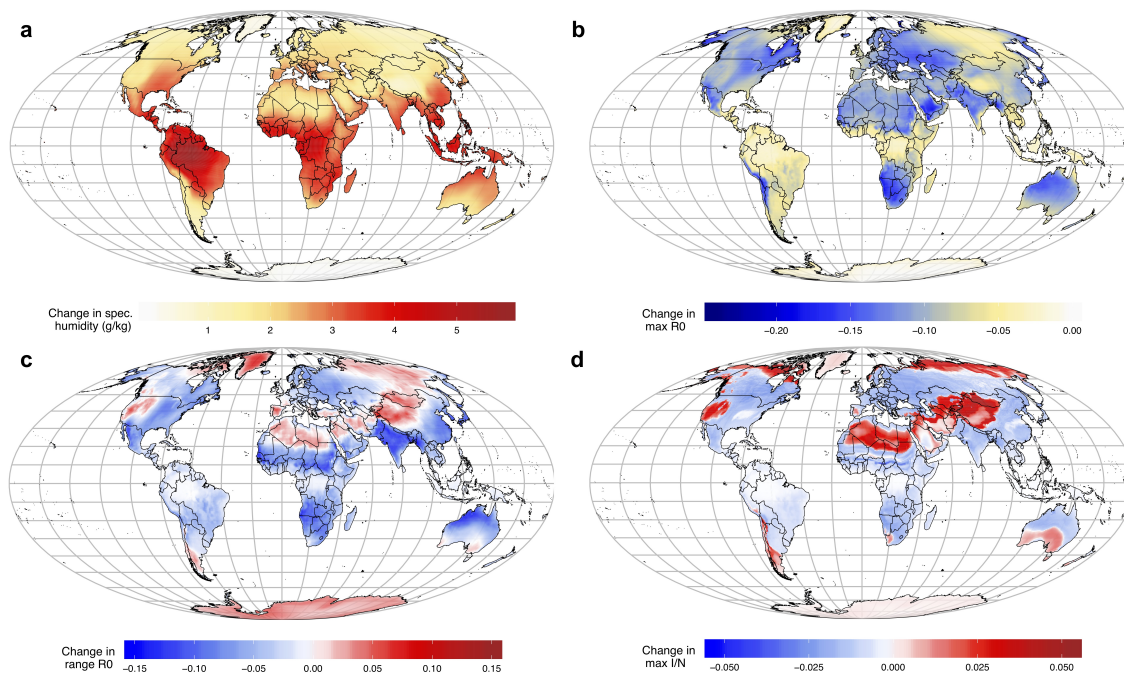 a
b
Change in spec.
humidity (g/kg)
1 2 3 4 5
Change in
max R0
−0.20 −0.15 −0.10 −0.05 0.00
c
d
Change in
range R0
−0.15 −0.10 −0.05 0.00 0.05 0.10 0.15
Change in
max I/N
−0.050 −0.025 0.000 0.025 0.050